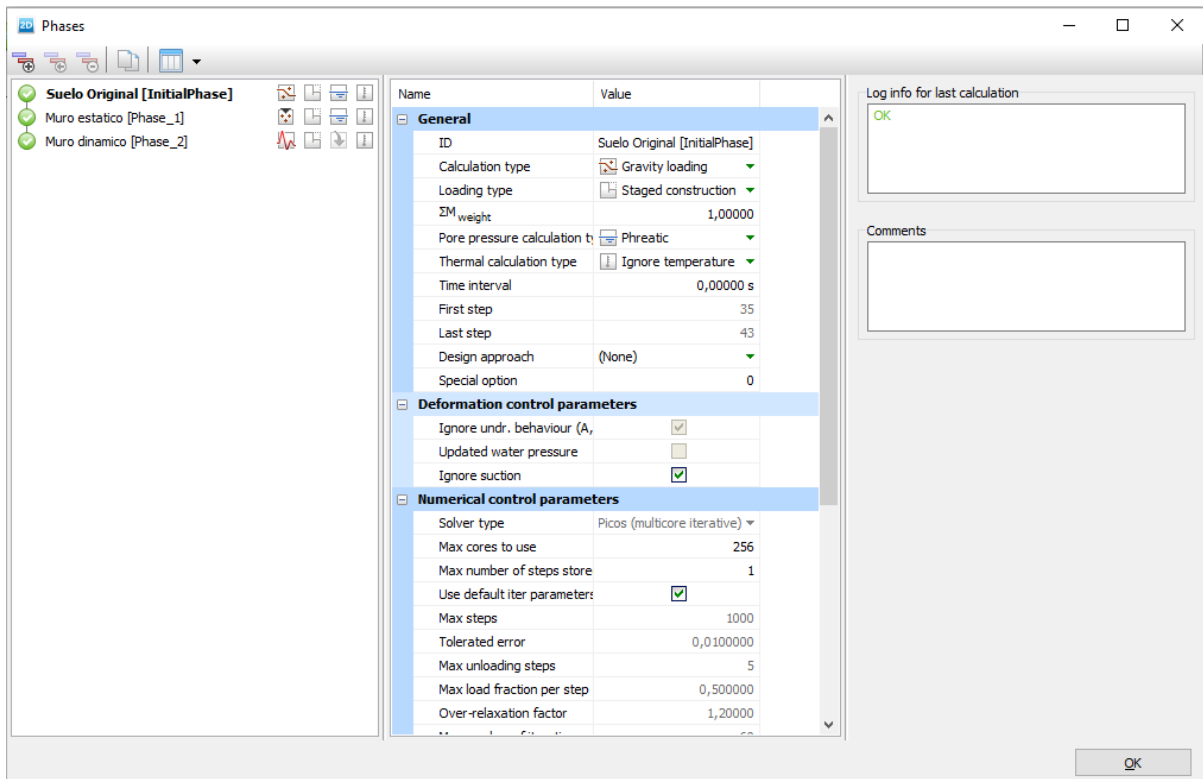 2D Phases
Suelo Original [InitialPhase]
Muro estatico [Phase_1]
Muro dinamico [Phase_2]
Name Value
General
ID Suelo Original [InitialPhase]
Calculation type Gravity loading
Loading type Staged construction
ΣM weight 1,00000
Pore pressure calculation ty Phreatic
Thermal calculation type Ignore temperature
Time interval 0,00000 s
First step 35
Last step 43
Design approach (None)
Special option 0
Deformation control parameters
Ignore undr. behaviour (A,
Updated water pressure
Ignore suction
Numerical control parameters
Solver type Picos (multicore iterative)
Max cores to use 256
Max number of steps store 1
Use default iter parameters
Max steps 1000
Tolerated error 0,0100000
Max unloading steps 5
Max load fraction per step 0,500000
Over-relaxation factor 1,20000
Log info for last calculation
OK
Comments
OK